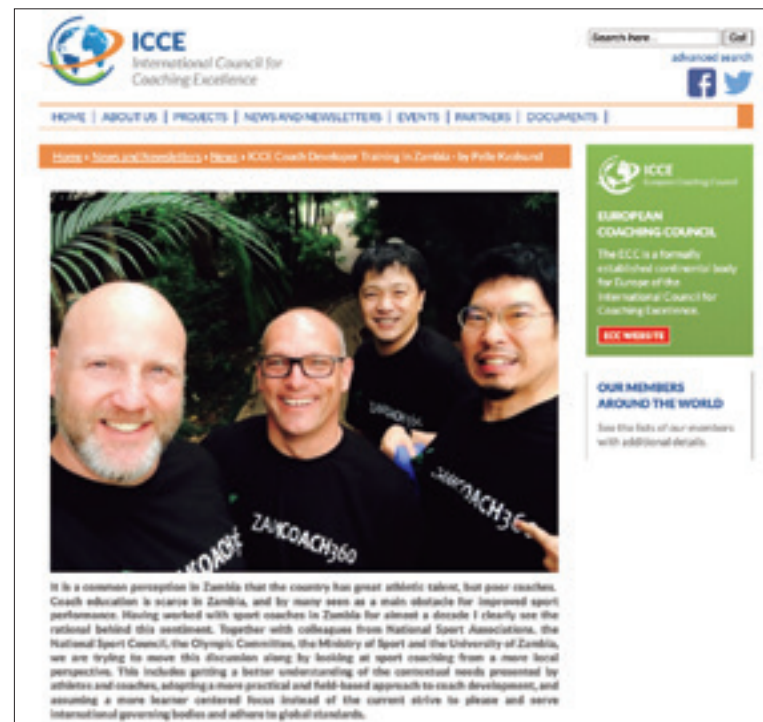 ICCE
International Council for
Coaching Excellence
Search here...
Go!
advanced search
HOME | ABOUT US | PROJECTS | NEWS AND NEWSLETTERS | EVENTS | PARTNERS | DOCUMENTS |
Home » News and Newsletters » News » ICCE Coach Developer Training in Zambia - by Pelle Kvalsund
ZAMCOACH360
ZAMCOACH360
ZAMCOACH360
ZAMCOACH360
It is a common perception in Zambia that the country has great athletic talent, but poor coaches.
Coach education is scarce in Zambia, and by many seen as a main obstacle for improved sport
performance. Having worked with sport coaches in Zambia for almost a decade I clearly see the
rational behind this sentiment. Together with colleagues from National Sport Associations, the
National Sport Council, the Olympic Committee, the Ministry of Sport and the University of Zambia,
we are trying to move this discussion along by looking at sport coaching from a more local
perspective. This includes getting a better understanding of the contextual needs presented by
athletes and coaches, adopting a more practical and field-based approach to coach development, and
assuming a more learner centered focus instead of the current strive to please and serve
international governing bodies and adhere to global standards.
ICCE
European Coaching Council
EUROPEAN
COACHING COUNCIL
The ECC is a formally
established continental body
for Europe of the
International Council for
Coaching Excellence.
ECC WEBSITE
OUR MEMBERS
AROUND THE WORLD
See the lists of our members
with additional details.